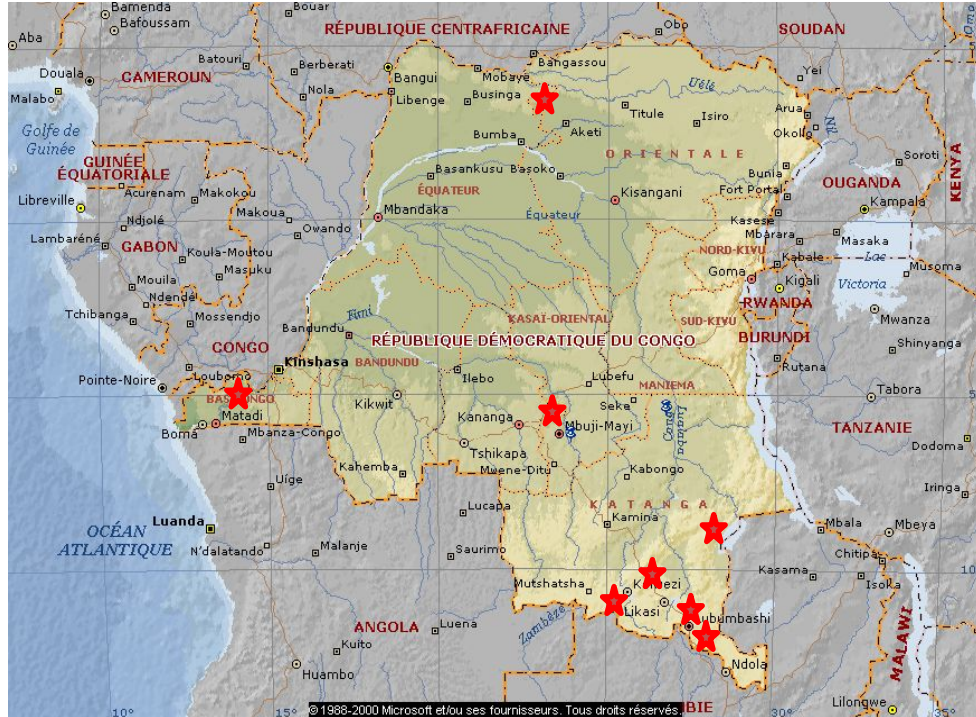 Bamenda
Bafoussam
Bouar
RÉPUBLIQUE CENTRAFRICAINE
Obo
SOUDAN
Omo
Aba
Batouri
Berberati
Bangassou
Yei
Douala
CAMEROUN
Bangui
Mobaye
Malabo
Nola
Libenge
Businga
Uélé
Titule
Isiro
Arua
Okollo
Nil
Golfe de
Guinée
Bumba
Aketi
ORIENTALE
GUINÉE
ÉQUATORIALE
Acurenam
Makokou
Basankusu
Basoko
Bunia
Soroti
KENYA
ÉQUATEUR
Kisangani
Fort Portal
OUGANDA
Libreville
Makoua
Mbandaka
Équateur
Kasese
Kampala
Ndjolé
Owando
Mbarara
Masaka
Lambaréné
GABON
Koula-Moutou
NORD-KIVU
Kabale
Lac
Victoria
Musoma
Mouila
Masuku
Goma
Kigali
Ndendé
RWANDA
Tchibanga
Mossendjo
Bandundu
Fimi
KASAÏ-ORIENTAL
SUD-KIVU
Mwanza
RÉPUBLIQUE DÉMOCRATIQUE DU CONGO
BURUNDI
CONGO
Kinshasa
BANDUNDU
Shinyanga
Loubomo
Rutana
Pointe-Noire
Ilebo
Lubefu
MANIEMA
Tabora
Kikwit
Kananga
Seke
Congo
Luamba
Matadi
Boma
Mbanza-Congo
Mbuji-Mayi
TANZANIE
Dodoma
Tshikapa
Mwene-Ditu
Kahemba
Kabongo
Uíge
Iringa
Lucapa
KATANGA
OCÉAN
ATLANTIQUE
Luanda
Kamina
Mbala
Mbeya
N'dalatando
Malanje
Saurimo
Chitipa
Kasama
Mutshatsha
Isoka
10
Likasi
Zambèze
ANGOLA
Luena
MALAWI
Kuito
Huambo
Ndola
Lilongwe
© 1988-2000 Microsoft et/ou ses fournisseurs. Tous droits réservés.
10°
15°
30°
35°